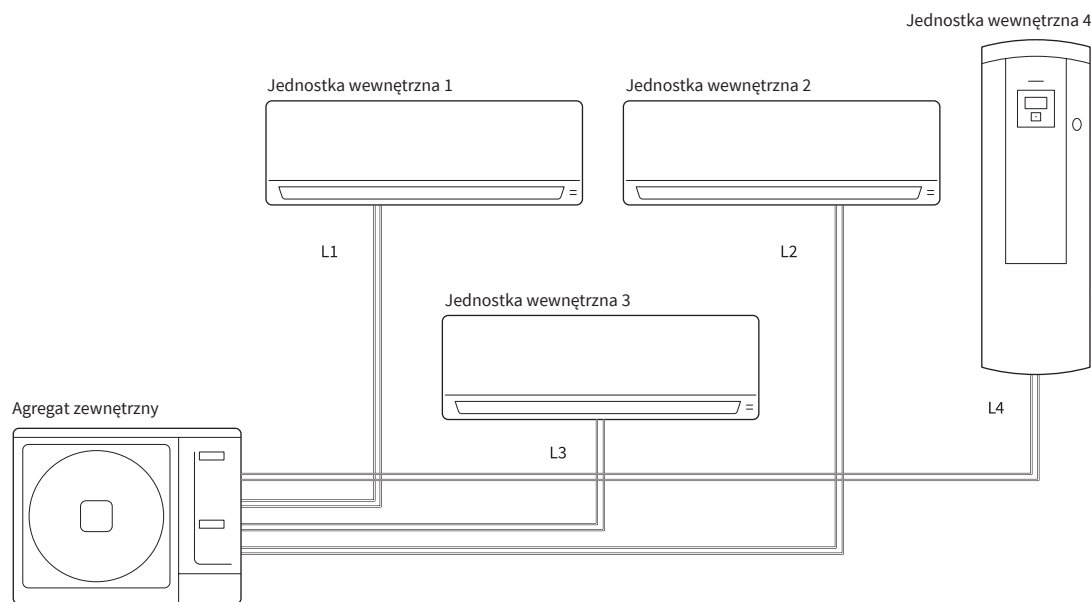 Jednostka wewnętrzna 4
Jednostka wewnętrzna 1
Jednostka wewnętrzna 2
L1
L2
Jednostka wewnętrzna 3
Agregat zewnętrzny
L4
L3